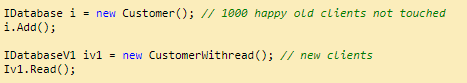 IDatabase i = new Customer(); // 1000 happy old clients not touched
i.Add();
IDatabaseV1 iv1 = new CustomerWithread(); // new clients
Iv1.Read();